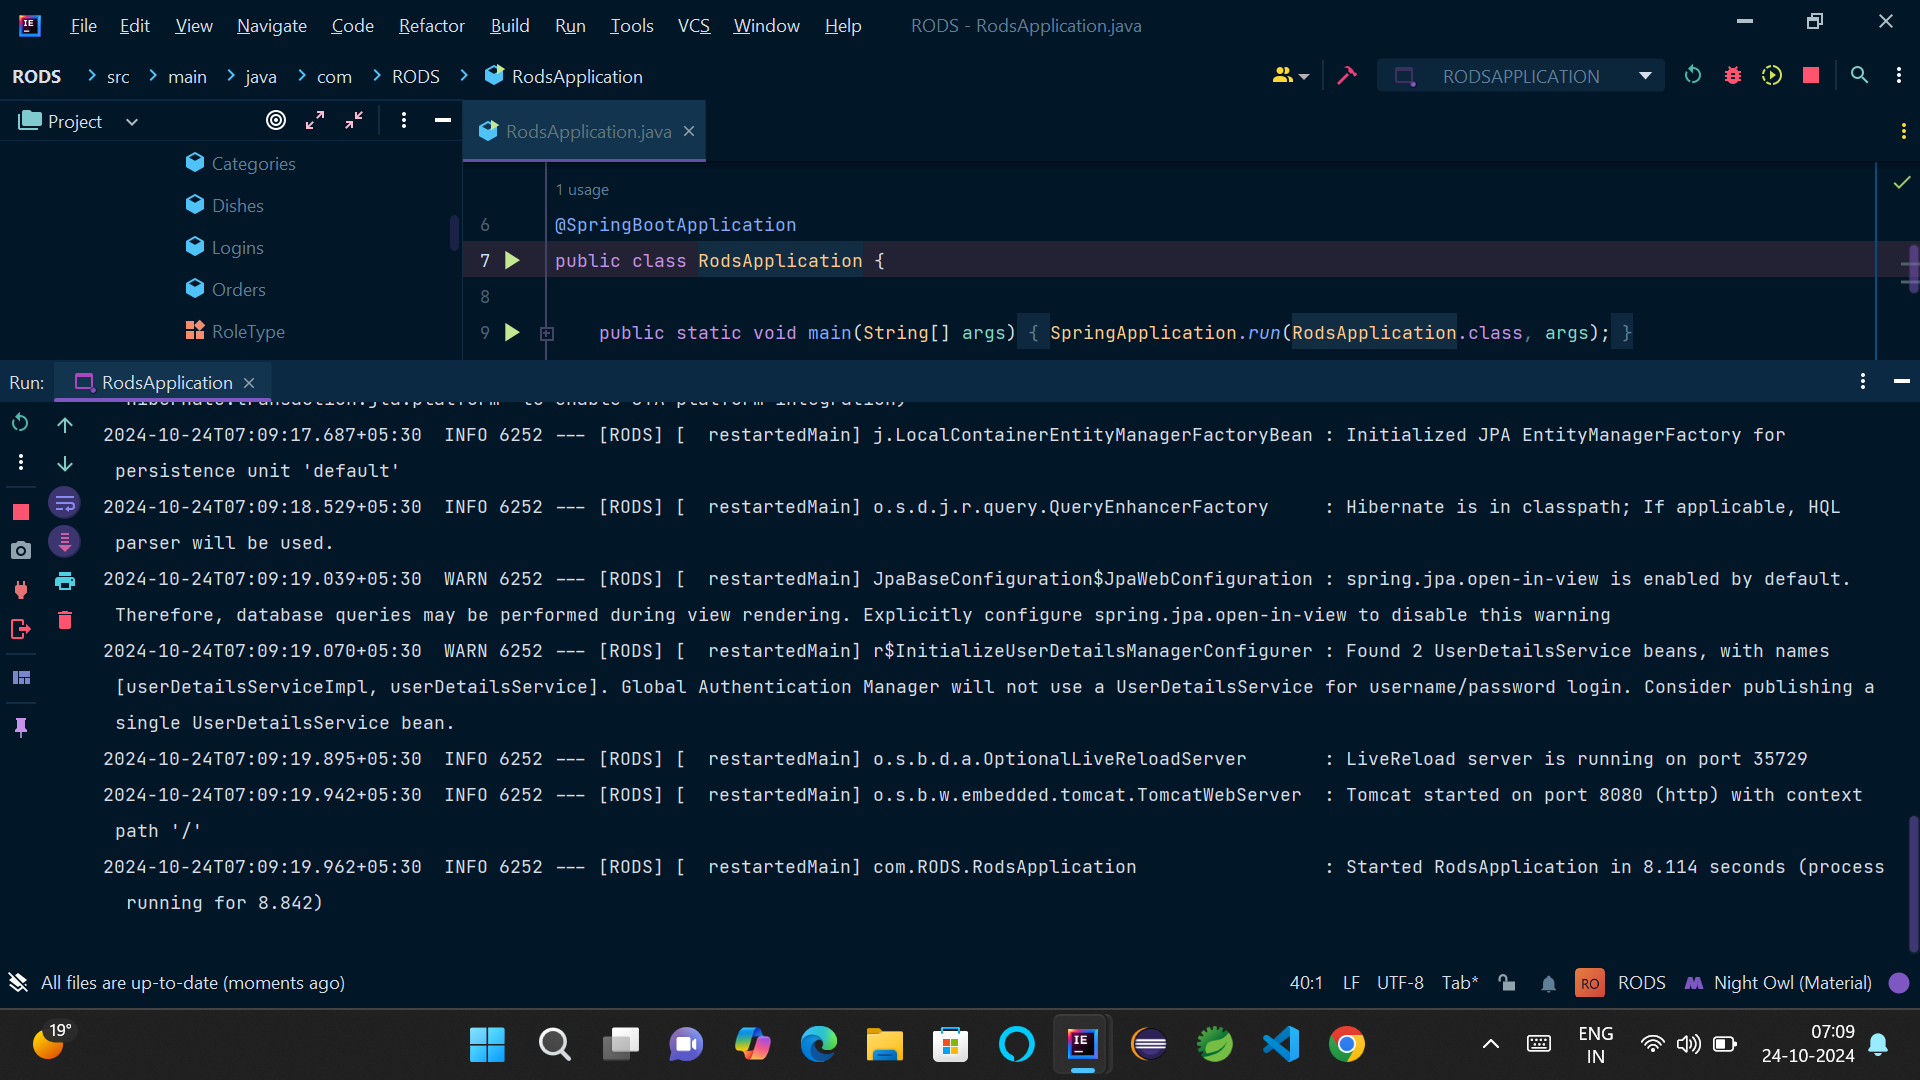 File Edit View Navigate Code Refactor Build Run Tools VCS Window Help RODS - RodsApplication.java
RODS src main java com RODS RodsApplication RODSAPPLICATION
Project RodsApplication.java
Categories
Dishes
Logins
Orders
RoleType
1 usage
6 @SpringBootApplication
7 public class RodsApplication {
8
9 public static void main(String[] args) { SpringApplication.run(RodsApplication.class, args); }
Run: RodsApplication
2024-10-24T07:09:17.687+05:30 INFO 6252 --- [RODS] [ restartedMain] j.LocalContainerEntityManagerFactoryBean : Initialized JPA EntityManagerFactory for
persistence unit 'default'
2024-10-24T07:09:18.529+05:30 INFO 6252 --- [RODS] [ restartedMain] o.s.d.j.r.query.QueryEnhancerFactory : Hibernate is in classpath; If applicable, HQL
parser will be used.
2024-10-24T07:09:19.039+05:30 WARN 6252 --- [RODS] [ restartedMain] JpaBaseConfiguration$JpaWebConfiguration : spring.jpa.open-in-view is enabled by default.
Therefore, database queries may be performed during view rendering. Explicitly configure spring.jpa.open-in-view to disable this warning
2024-10-24T07:09:19.070+05:30 WARN 6252 --- [RODS] [ restartedMain] r$InitializeUserDetailsManagerConfigurer : Found 2 UserDetailsService beans, with names
[userDetailsServiceImpl, userDetailsService]. Global Authentication Manager will not use a UserDetailsService for username/password login. Consider publishing a
single UserDetailsService bean.
2024-10-24T07:09:19.895+05:30 INFO 6252 --- [RODS] [ restartedMain] o.s.b.d.a.OptionalLiveReloadServer : LiveReload server is running on port 35729
2024-10-24T07:09:19.942+05:30 INFO 6252 --- [RODS] [ restartedMain] o.s.b.w.embedded.tomcat.TomcatWebServer : Tomcat started on port 8080 (http) with context
path '/'
2024-10-24T07:09:19.962+05:30 INFO 6252 --- [RODS] [ restartedMain] com.RODS.RodsApplication : Started RodsApplication in 8.114 seconds (process
running for 8.842)
All files are up-to-date (moments ago) 40:1 LF UTF-8 Tab* RO RODS Night Owl (Material)
19°
ENG
IN
07:09
24-10-2024